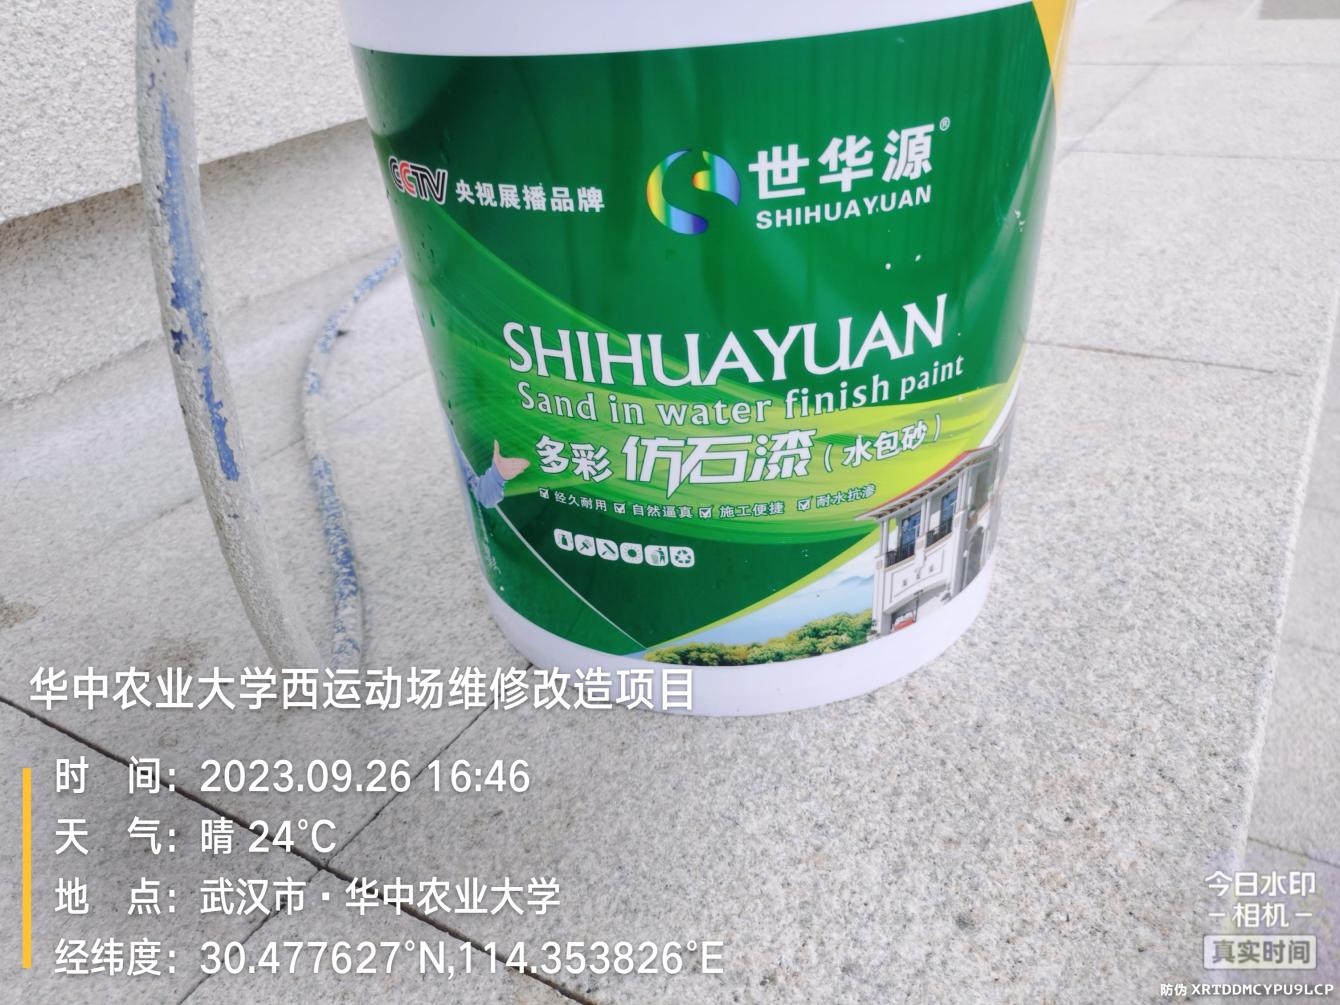 CCTV 央视展播品牌
世华源®
SHIHUAYUAN
SHIHUAYUAN
Sand in water finish paint
多彩 仿石漆（水包砂）
经久耐用 自然逼真 施工便捷 耐水抗渗
华中农业大学西运动场维修改造项目
时 间：2023.09.26 16:46
天 气：晴 24℃
地 点：武汉市·华中农业大学
经纬度：30.477627°N,114.353826°E
今日水印
–相机–
真实时间
防伪 XRTDDMCYPU9LCP